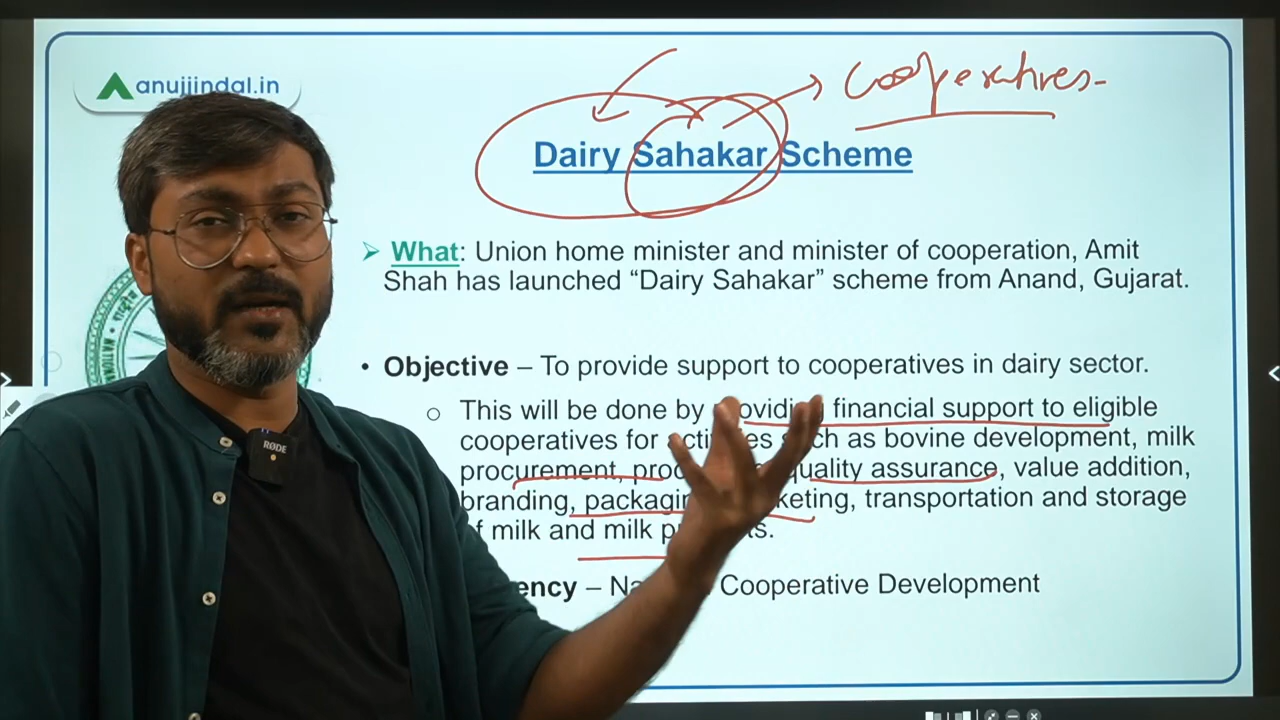 anujjindal.in
cooperatives-
Dairy Sahakar Scheme
What: Union home minister and minister of cooperation, Amit
Shah has launched “Dairy Sahakar” scheme from Anand, Gujarat.
• Objective – To provide support to cooperatives in dairy sector.
This will be done by financial support to eligible
cooperatives for such as bovine development, milk
procurement, quality assurance, value addition,
branding, transportation and storage
milk and milk
Cooperative Development
RØDE